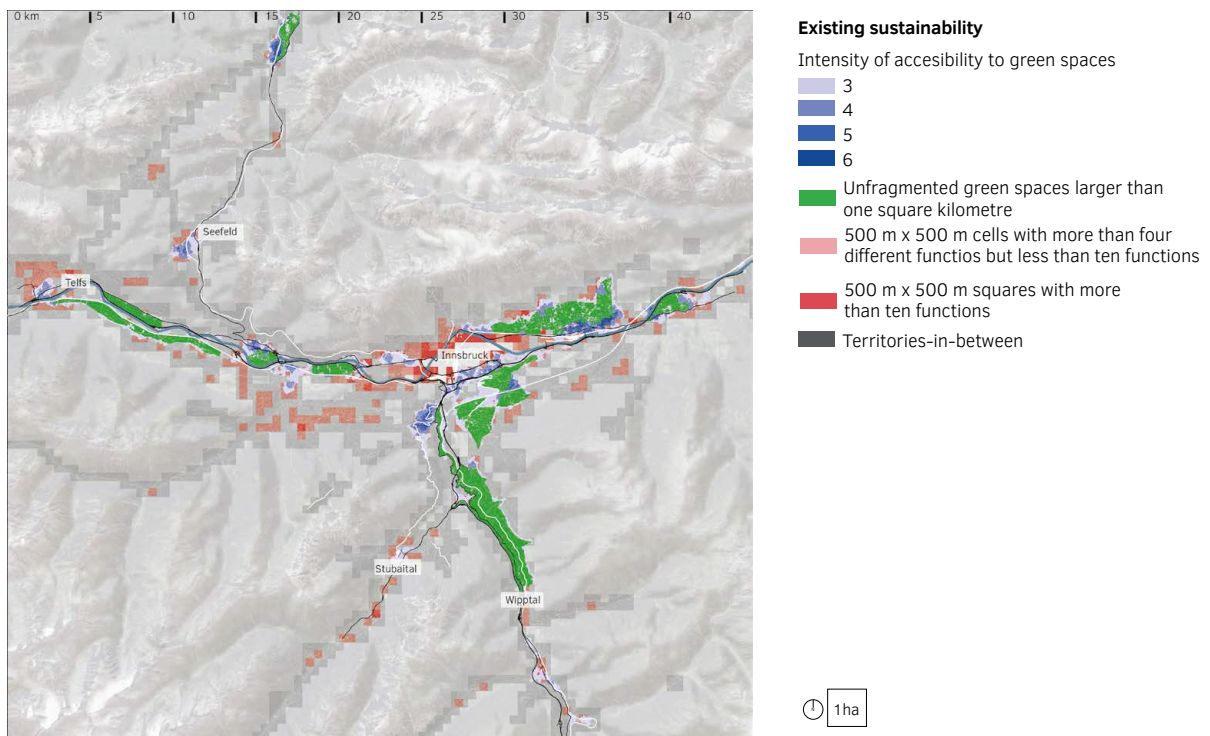 0 km 5 10 15 20 25 30 35 40
Seefeld
Telfs
Innsbruck
Stubaital
Wipptal
Existing sustainability
Intensity of accesibility to green spaces
3
4
5
6
Unfragmented green spaces larger than
one square kilometre
500 m x 500 m cells with more than four
different functios but less than ten functions
500 m x 500 m squares with more
than ten functions
Territories-in-between
1ha